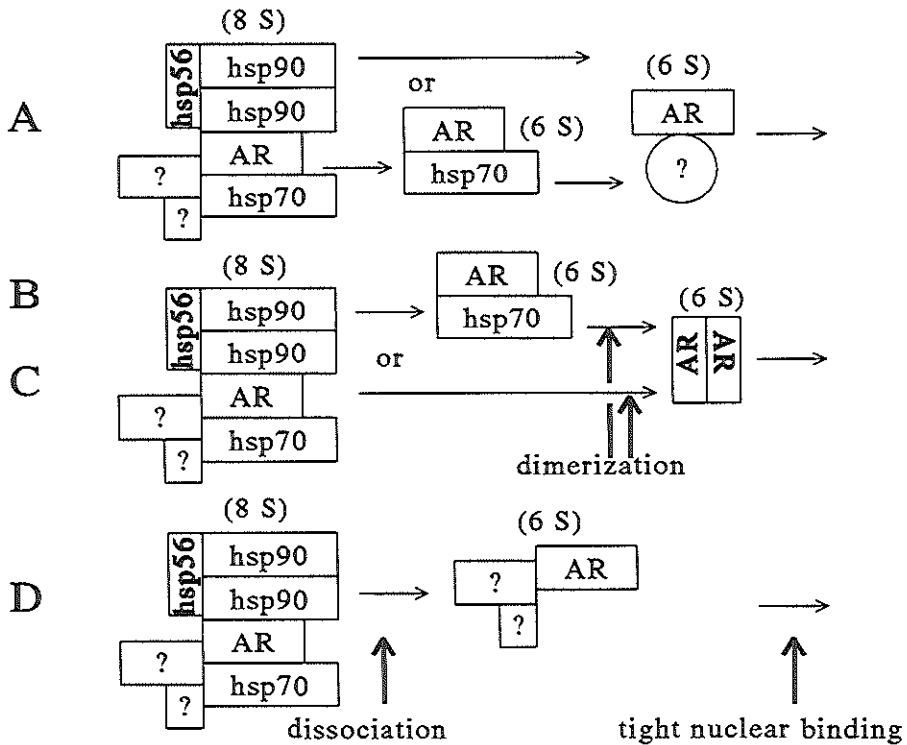 (8 S)
A
hsp56
hsp90
hsp90
AR
?
hsp70
?
or
AR
(6 S)
hsp70
(6 S)
AR
?
B
C
(8 S)
hsp56
hsp90
hsp90
AR
?
hsp70
?
or
AR
(6 S)
hsp70
(6 S)
AR AR
dimerization
D
(8 S)
hsp56
hsp90
hsp90
AR
?
hsp70
?
(6 S)
? AR
?
dissociation
tight nuclear binding